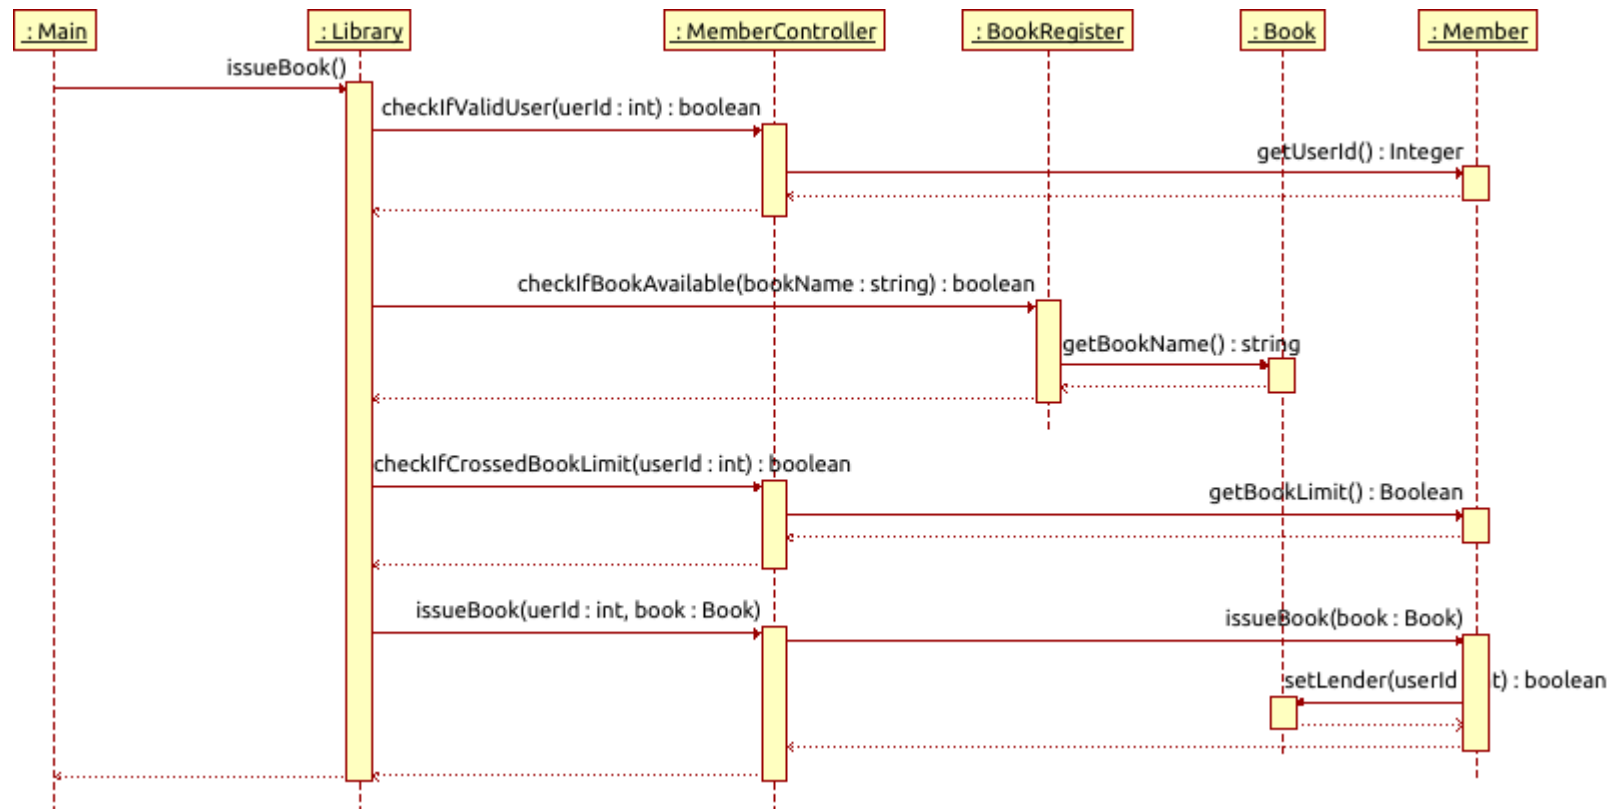 : Main
: Library
: MemberController
: BookRegister
: Book
: Member
issueBook()
checkIfValidUser(uerId : int) : boolean
getUserId() : Integer
checkIfBookAvailable(bookName : string) : boolean
getBookName() : string
checkIfCrossedBookLimit(userId : int) : boolean
getBookLimit() : Boolean
issueBook(uerId : int, book : Book)
issueBook(book : Book)
setLender(userId t) : boolean